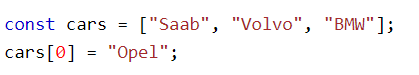 const cars = ["Saab", "Volvo", "BMW"];
cars[0] = "Opel";